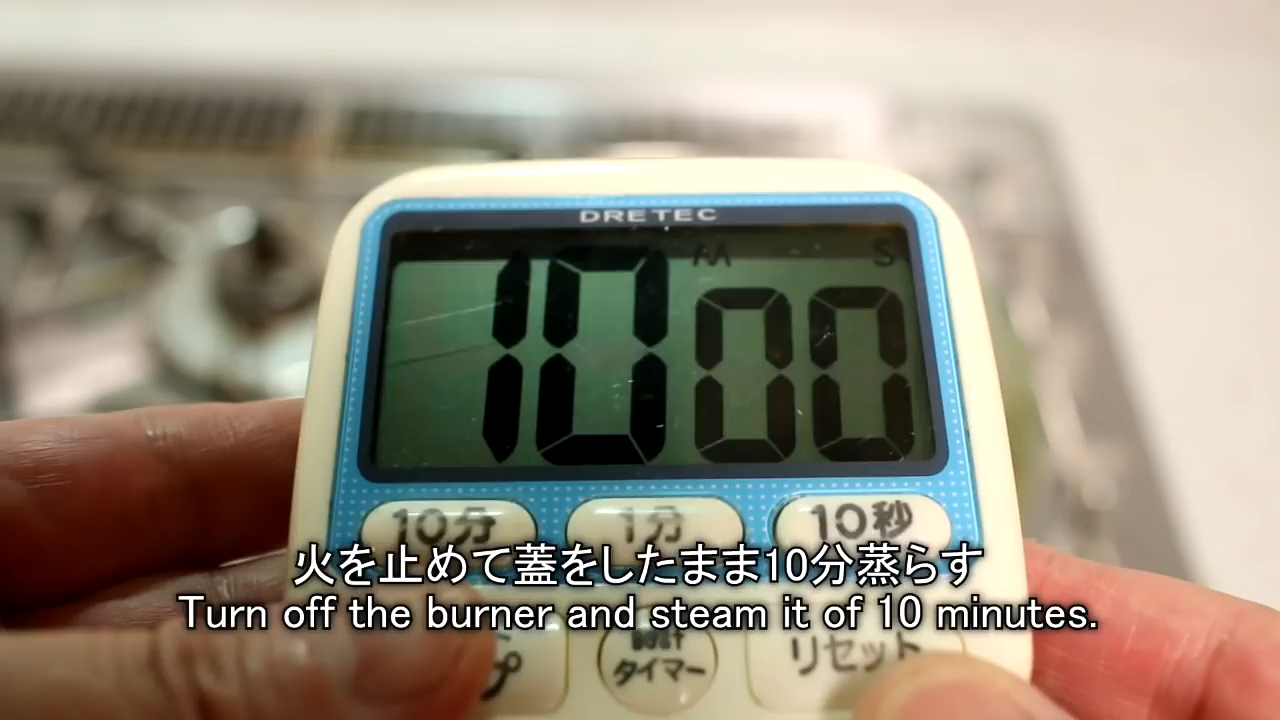 DRETEC
M S
10 00
10分 1分 10秒
火を止めて蓋をしたまま10分蒸らす
Turn off the burner and steam it of 10 minutes.
プ タイマー リセット